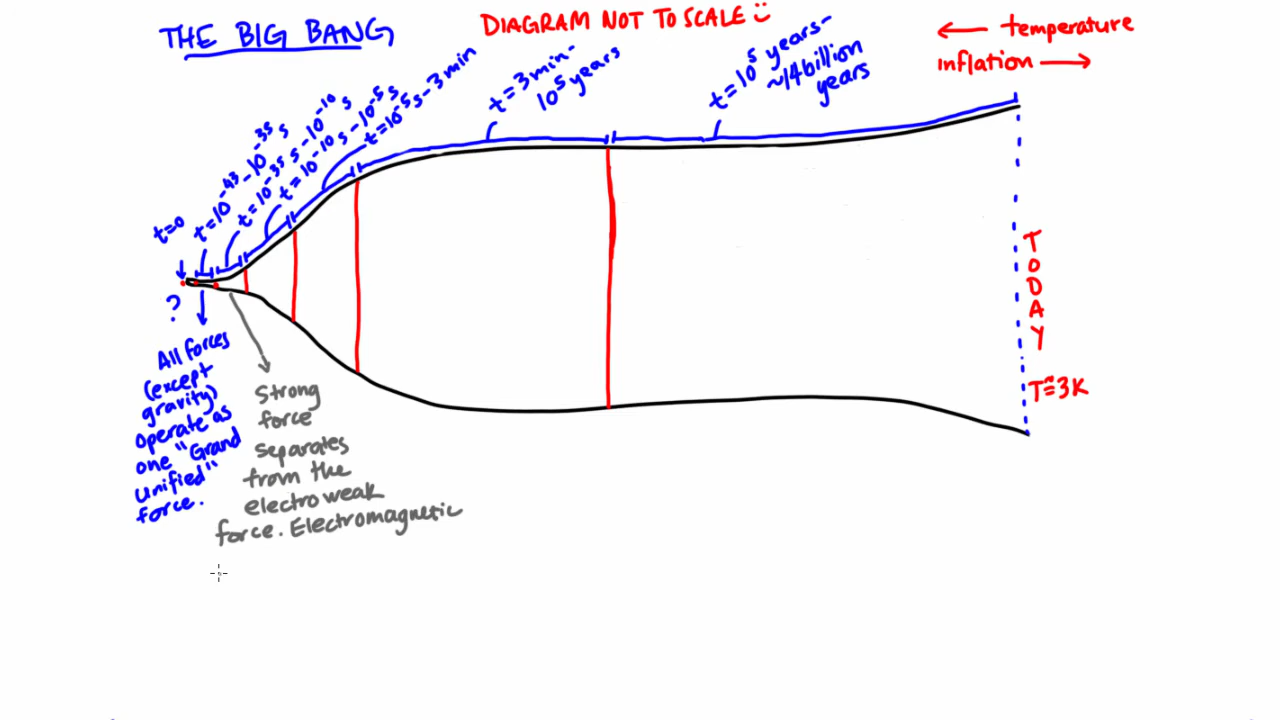 THE BIG BANG
DIAGRAM NOT TO SCALE
← temperature
inflation →
t=0
t=10^-43-10^-35 s
t=10^-35 s-10^-10 s
t=10^-10 s-10^-5 s
t=10^-5 s-3 min
t=3 min-
10^5 years
t=10^5 years-
~14 billion
years
?
All forces
(except
gravity)
operate as
one "Grand
unified"
force.
Strong
force
separates
from the
electroweak
force. Electromagnetic
TODAY
T≈3K